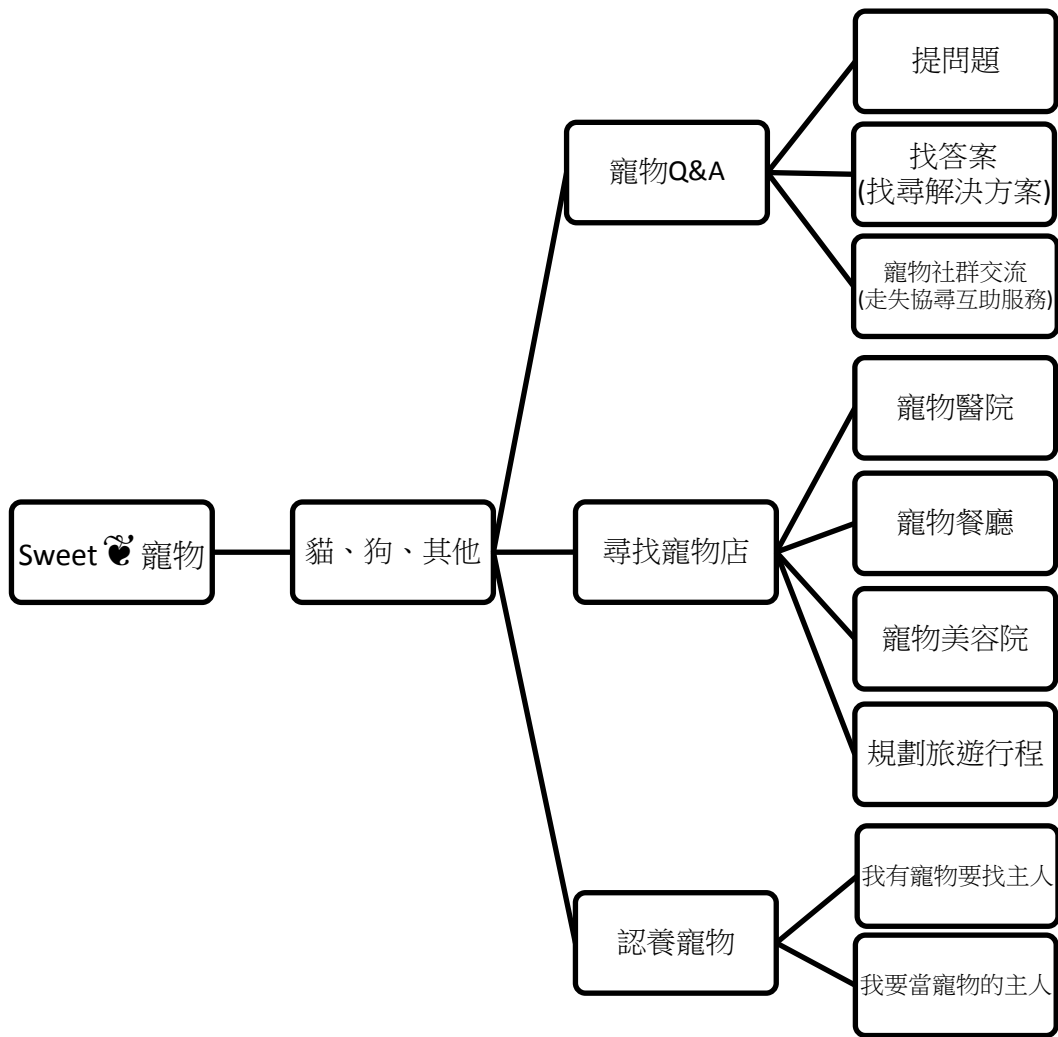 Sweet ❦ 寵物
貓、狗、其他
寵物Q&A
提問題
找答案
(找尋解決方案)
寵物社群交流
(走失協尋互助服務)
尋找寵物店
寵物醫院
寵物餐廳
寵物美容院
規劃旅遊行程
認養寵物
我有寵物要找主人
我要當寵物的主人